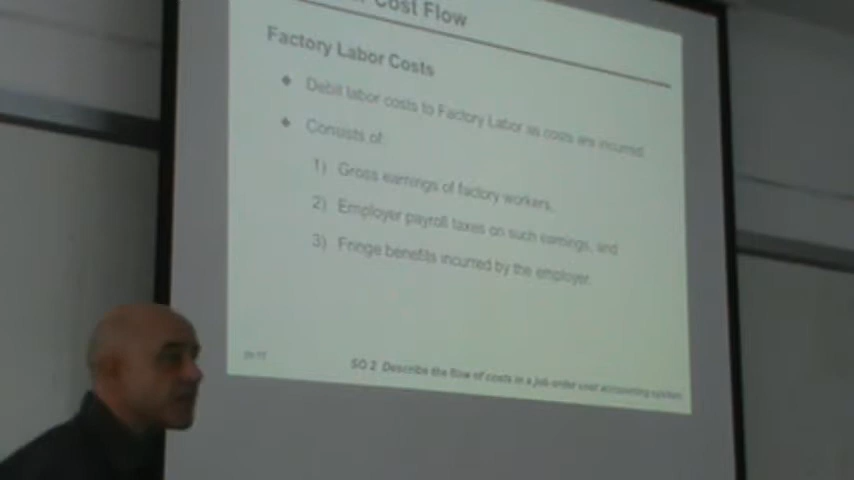 Cost Flow
Factory Labor Costs
❖ Debit labor costs to Factory Labor as costs are incurred
❖ Consists of:
1) Gross earnings of factory workers,
2) Employer payroll taxes on such earnings, and
3) Fringe benefits incurred by the employer.
SO 2 Describe the flow of costs in a job order cost accounting system